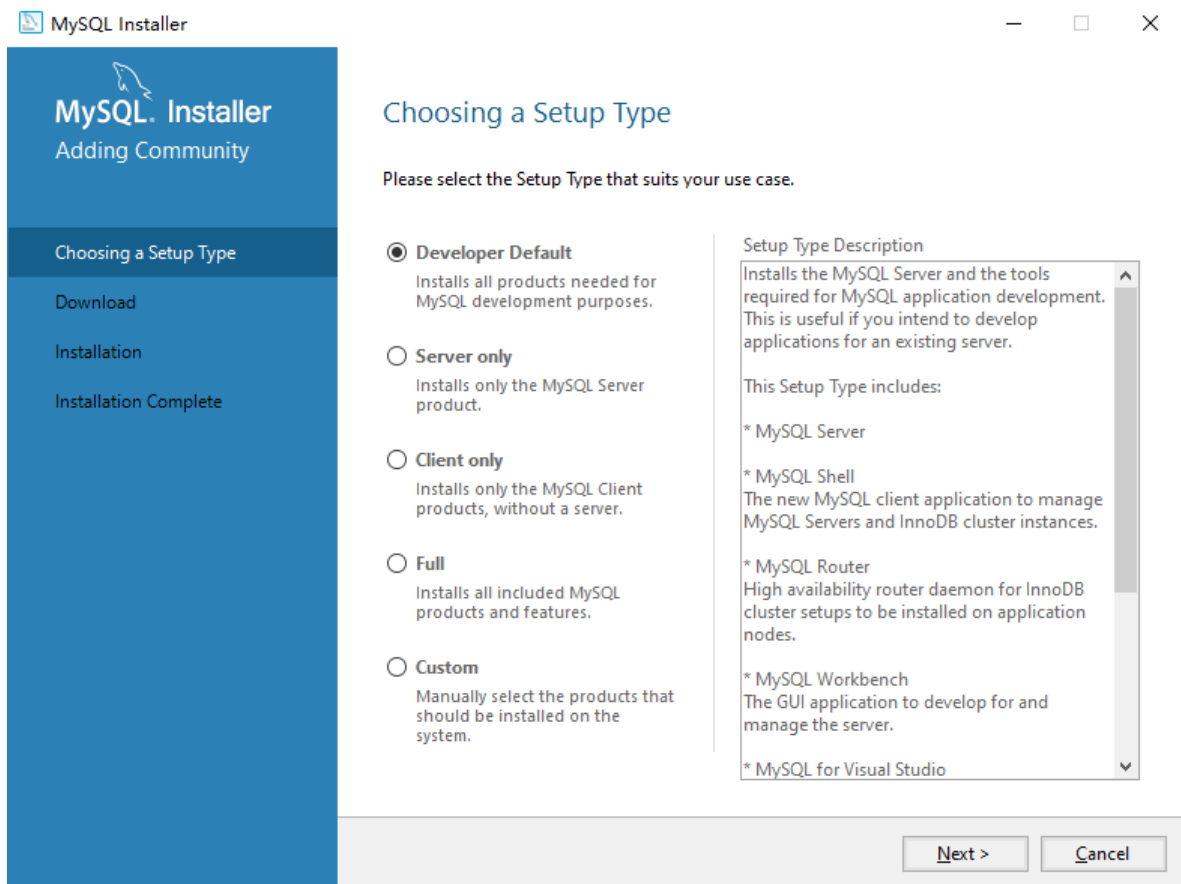 MySQL Installer
MySQL. Installer
Adding Community
Choosing a Setup Type
Download
Installation
Installation Complete
Choosing a Setup Type
Please select the Setup Type that suits your use case.
Developer Default
Installs all products needed for
MySQL development purposes.
Server only
Installs only the MySQL Server
product.
Client only
Installs only the MySQL Client
products, without a server.
Full
Installs all included MySQL
products and features.
Custom
Manually select the products that
should be installed on the
system.
Setup Type Description
Installs the MySQL Server and the tools
required for MySQL application development.
This is useful if you intend to develop
applications for an existing server.
This Setup Type includes:
* MySQL Server
* MySQL Shell
The new MySQL client application to manage
MySQL Servers and InnoDB cluster instances.
* MySQL Router
High availability router daemon for InnoDB
cluster setups to be installed on application
nodes.
* MySQL Workbench
The GUI application to develop for and
manage the server.
* MySQL for Visual Studio
Next >
Cancel